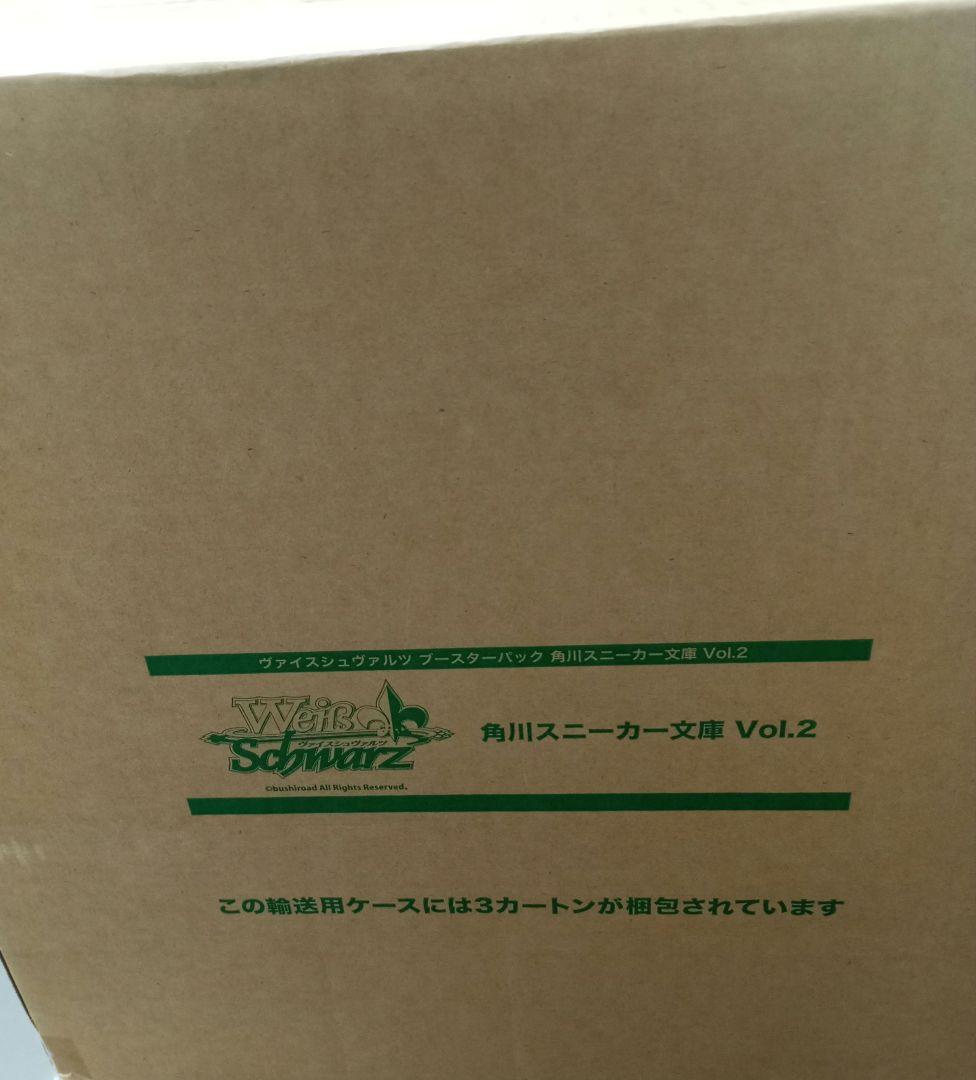 ヴァイスシュヴァルツ ブースターパック 角川スニーカー文庫 Vol.2
Weiß
ヴァイスシュヴァルツ
Schwarz
©bushiroad All Rights Reserved.
角川スニーカー文庫 Vol.2
この輸送用ケースには3カートンが梱包されています